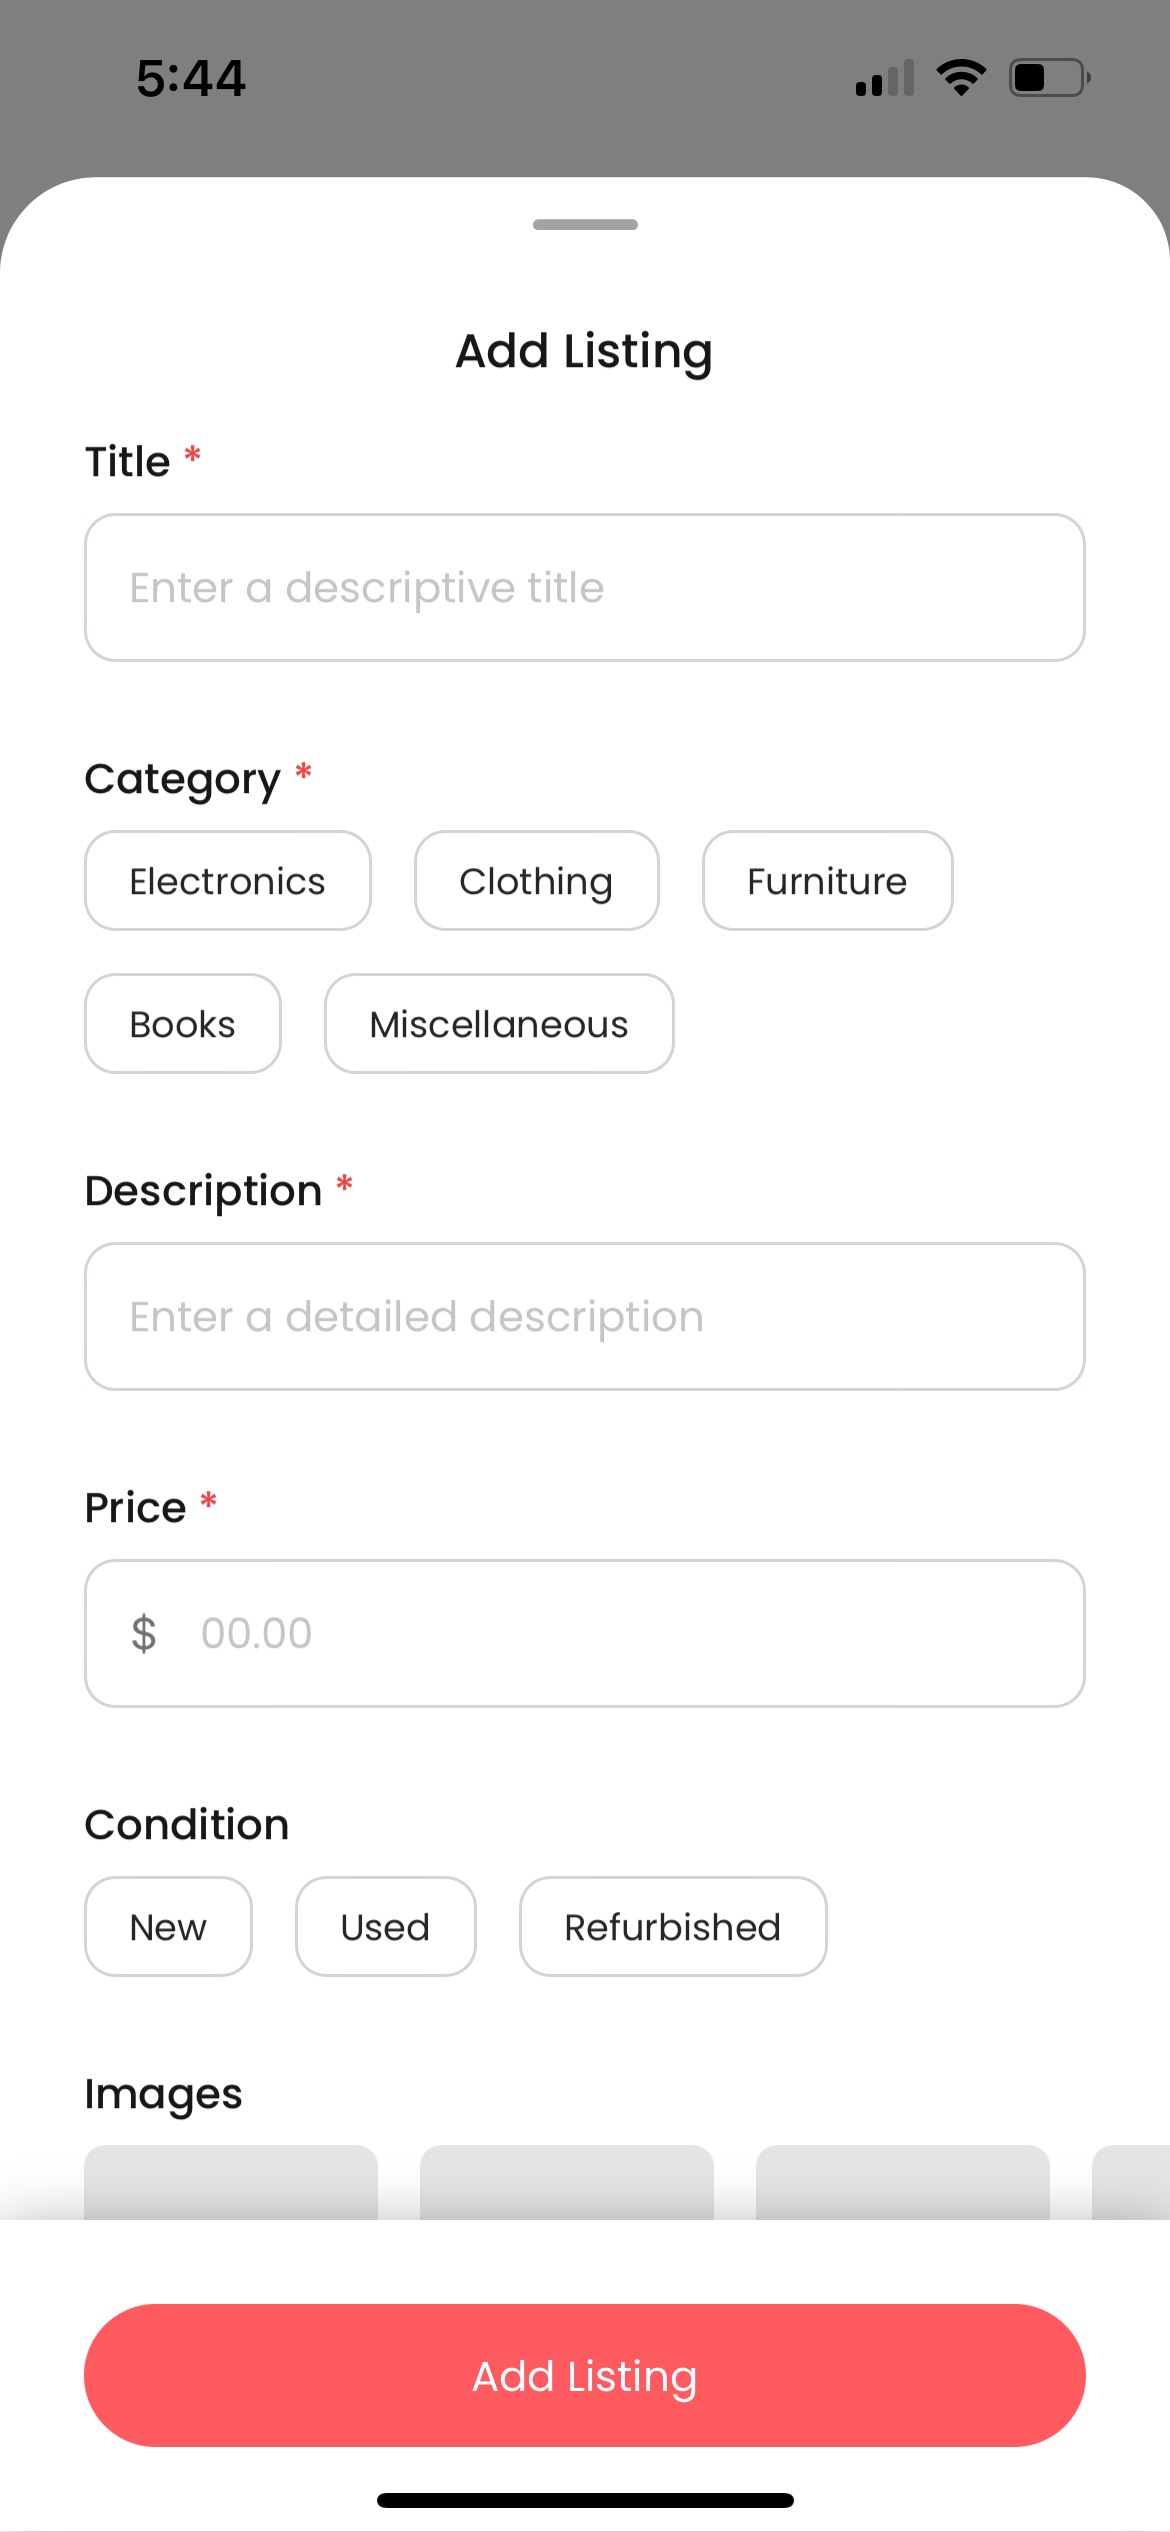 5:44
Add Listing
Title *
Enter a descriptive title
Category *
Electronics Clothing Furniture
Books Miscellaneous
Description *
Enter a detailed description
Price *
$ 00.00
Condition
New Used Refurbished
Images
Add Listing